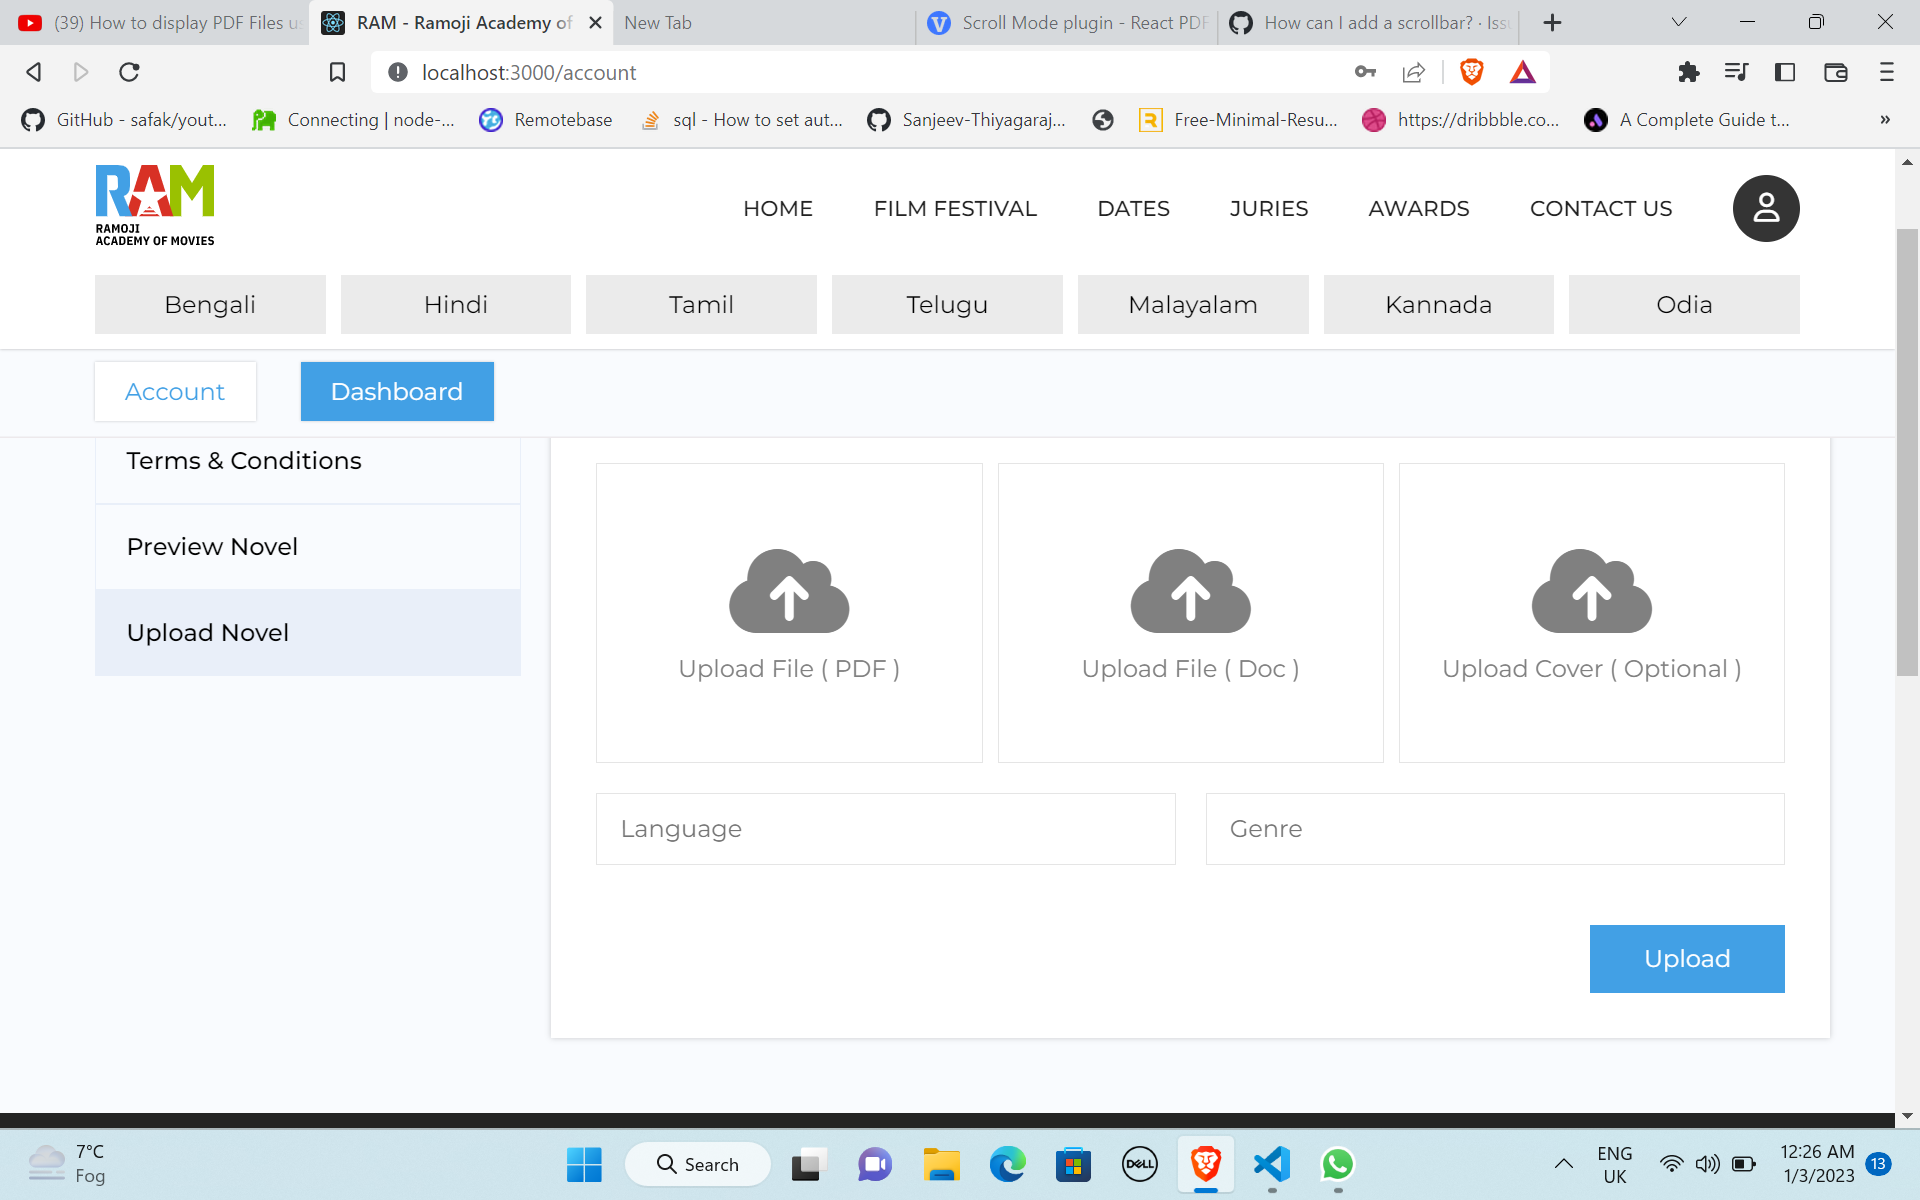 (39) How to display PDF Files u
RAM - Ramoji Academy of
New Tab
Scroll Mode plugin - React PDF
How can I add a scrollbar? · Iss
localhost:3000/account
GitHub - safak/yout...
Connecting | node-...
Remotebase
sql - How to set aut...
Sanjeev-Thiyagaraj...
Free-Minimal-Resu...
https://dribbble.co...
A Complete Guide t...
»
RAM
RAMOJI
ACADEMY OF MOVIES
HOME
FILM FESTIVAL
DATES
JURIES
AWARDS
CONTACT US
Bengali
Hindi
Tamil
Telugu
Malayalam
Kannada
Odia
Account
Dashboard
Terms & Conditions
Preview Novel
Upload Novel
Upload File ( PDF )
Upload File ( Doc )
Upload Cover ( Optional )
Language
Genre
Upload
7°C
Fog
Search
DELL
ENG
UK
12:26 AM
1/3/2023
13